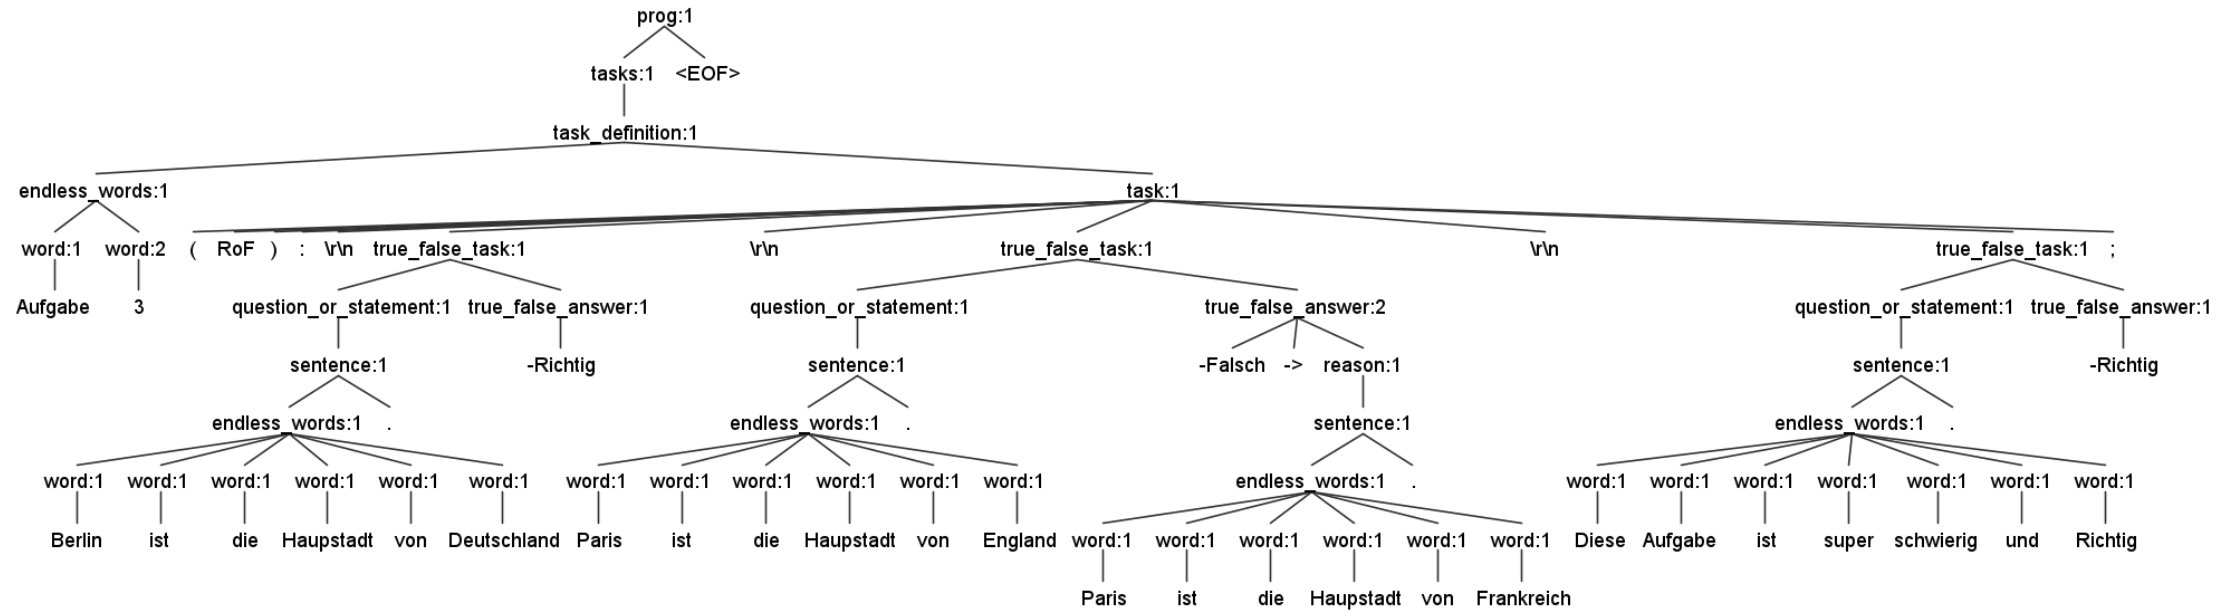 prog:1
tasks:1 <EOF>
task_definition:1
endless_words:1 task:1
word:1 word:2 ( RoF ) : \r\n true_false_task:1 \r\n true_false_task:1 \r\n true_false_task:1 ;
Aufgabe 3 question_or_statement:1 true_false_answer:1 question_or_statement:1 true_false_answer:2 question_or_statement:1 true_false_answer:1
sentence:1 -Richtig sentence:1 -Falsch -> reason:1 sentence:1 -Richtig
endless_words:1 . endless_words:1 . sentence:1 endless_words:1 .
word:1 word:1 word:1 word:1 word:1 word:1 word:1 word:1 word:1 word:1 word:1 word:1 endless_words:1 . word:1 word:1 word:1 word:1 word:1 word:1 word:1
Berlin ist die Haupstadt von Deutschland Paris ist die Haupstadt von England word:1 word:1 word:1 word:1 word:1 word:1 Diese Aufgabe ist super schwierig und Richtig
Paris ist die Haupstadt von Frankreich